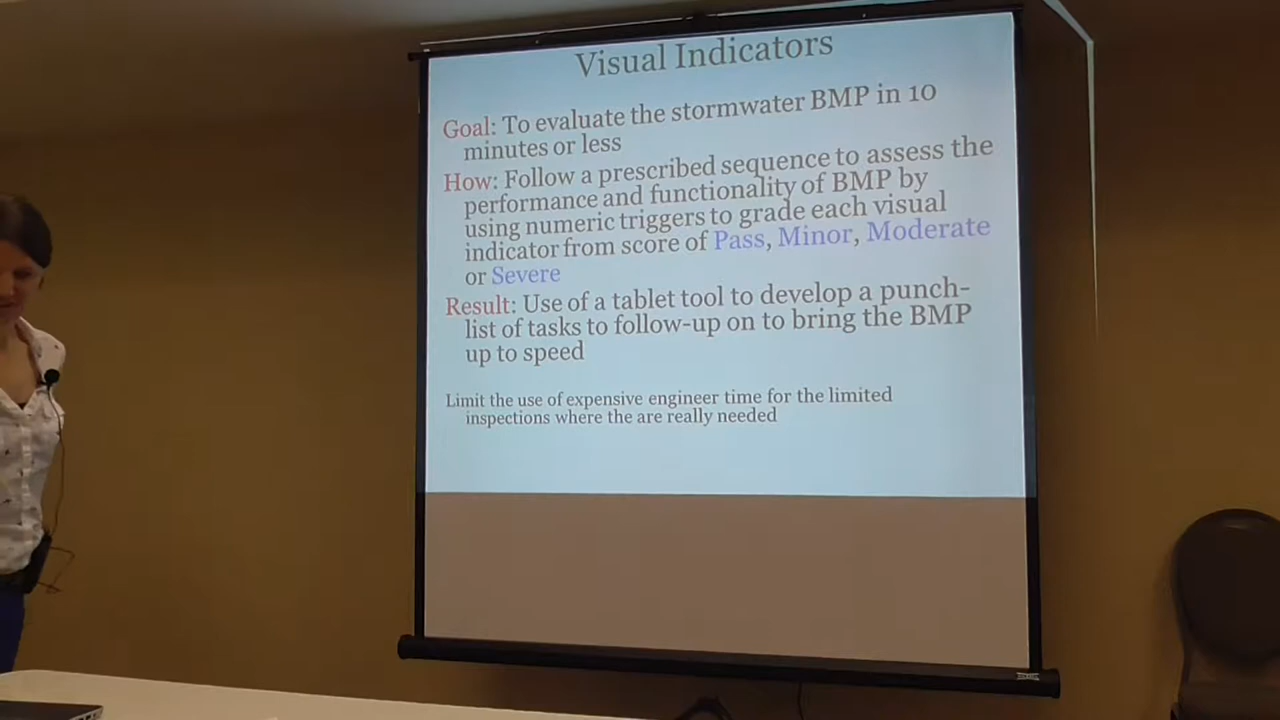 Visual Indicators
Goal: To evaluate the stormwater BMP in 10
minutes or less
How: Follow a prescribed sequence to assess the
performance and functionality of BMP by
using numeric triggers to grade each visual
indicator from score of Pass, Minor, Moderate
or Severe
Result: Use of a tablet tool to develop a punch-
list of tasks to follow-up on to bring the BMP
up to speed
Limit the use of expensive engineer time for the limited
inspections where the are really needed